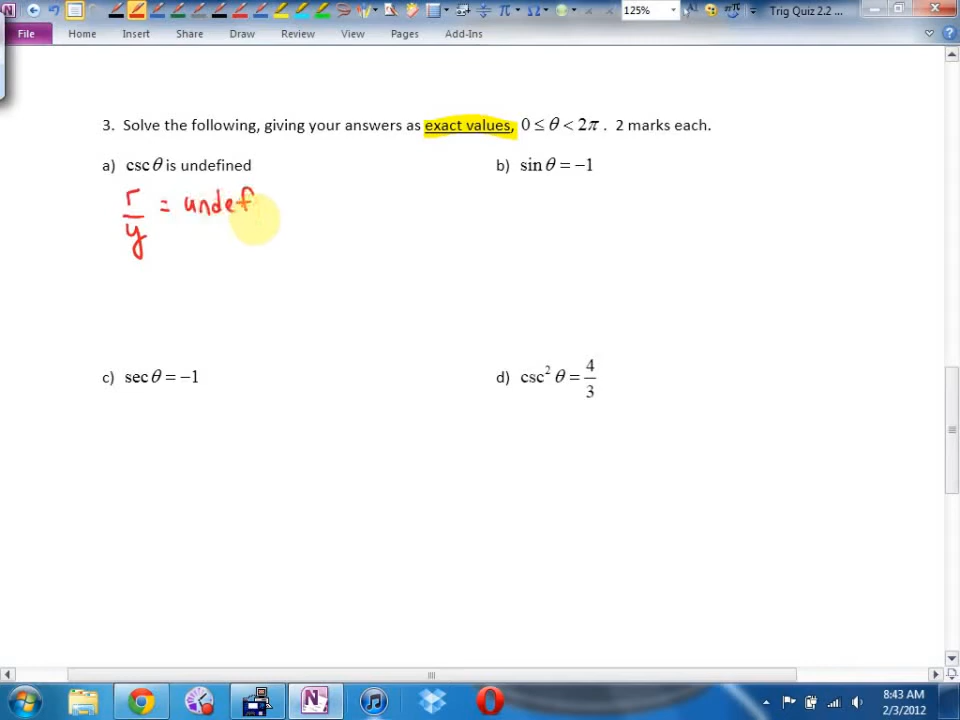 125%
Trig Quiz 2.2 ...
File Home Insert Share Draw Review View Pages Add-Ins
3. Solve the following, giving your answers as exact values, 0 ≤ θ < 2π . 2 marks each.
a) csc θ is undefined
b) sin θ = −1
r/y = undef
c) sec θ = −1
d) csc² θ = 4/3
8:43 AM
2/3/2012